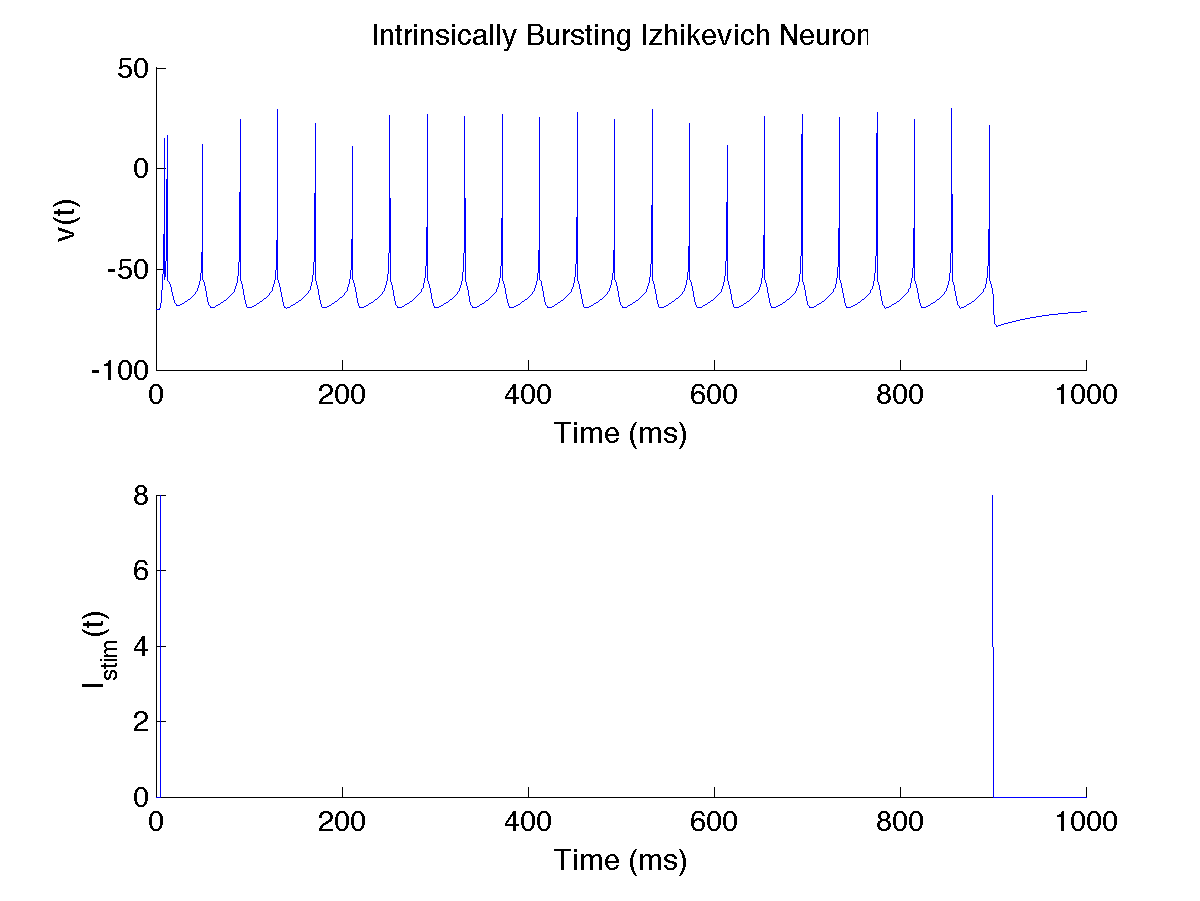 Intrinsically Bursting Izhikevich Neuron
50
0
-50
-100
v(t)
0 200 400 600 800 1000
Time (ms)
8
6
4
2
0
I_stim(t)
0 200 400 600 800 1000
Time (ms)